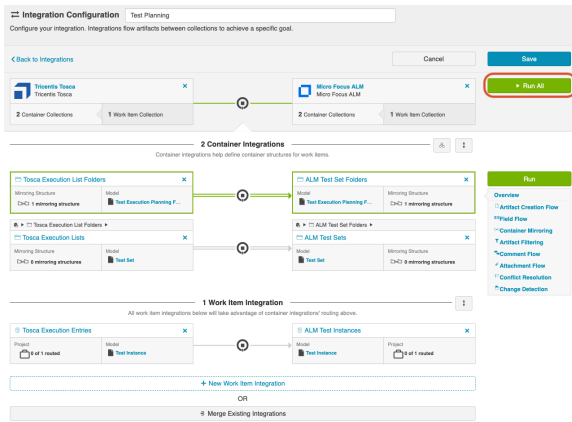 Integration Configuration Test Planning
Configure your integration. Integrations flow artifacts between collections to achieve a specific goal.
Back to Integrations Cancel Save
Tricentis Tosca
Tricentis Tosca
Micro Focus ALM
Micro Focus ALM
Run All
2 Container Collections 1 Work Item Collection 2 Container Collections 1 Work Item Collection
2 Container Integrations
Container integrations help define container structures for work items.
Tosca Execution List Folders ALM Test Set Folders Run
Mirroring Structure Model Model Mirroring Structure
1 mirroring structure Test Execution Planning F... Test Execution Planning F... 1 mirroring structure
Overview
Artifact Creation Flow
Field Flow
Container Mirroring
Artifact Filtering
Comment Flow
Attachment Flow
Conflict Resolution
Change Detection
Tosca Execution List Folders ALM Test Set Folders
Tosca Execution Lists ALM Test Sets
Mirroring Structure Model Model Mirroring Structure
0 mirroring structures Test Set Test Set 0 mirroring structures
1 Work Item Integration
All work item integrations below will take advantage of container integrations' routing above.
Tosca Execution Entries ALM Test Instances
Project Model Model Project
0 of 1 routed Test Instance Test Instance 0 of 1 routed
+ New Work Item Integration
OR
Merge Existing Integrations